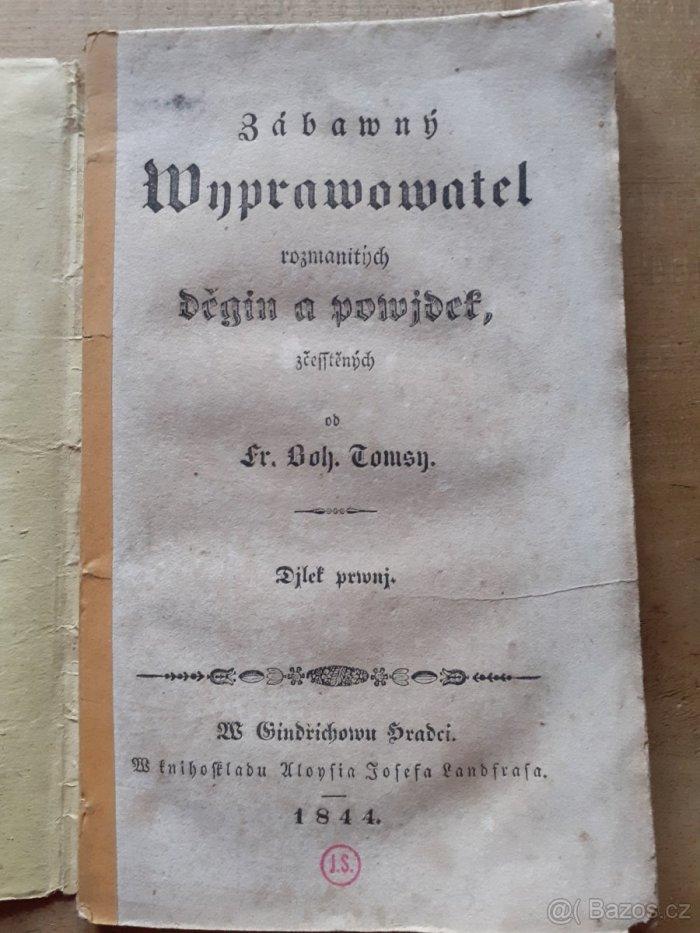 Zábawný
Wyprawowatel
rozmanitých
děgin a powjdek,
zčesstěných
od
Fr. Boh. Tomsy.
Djlek prwnj.
W Gindřichowu Hradci.
W knihoskladu Aloysia Josefa Landfrasa.
1844.
J.S.
@( Bazos.cz